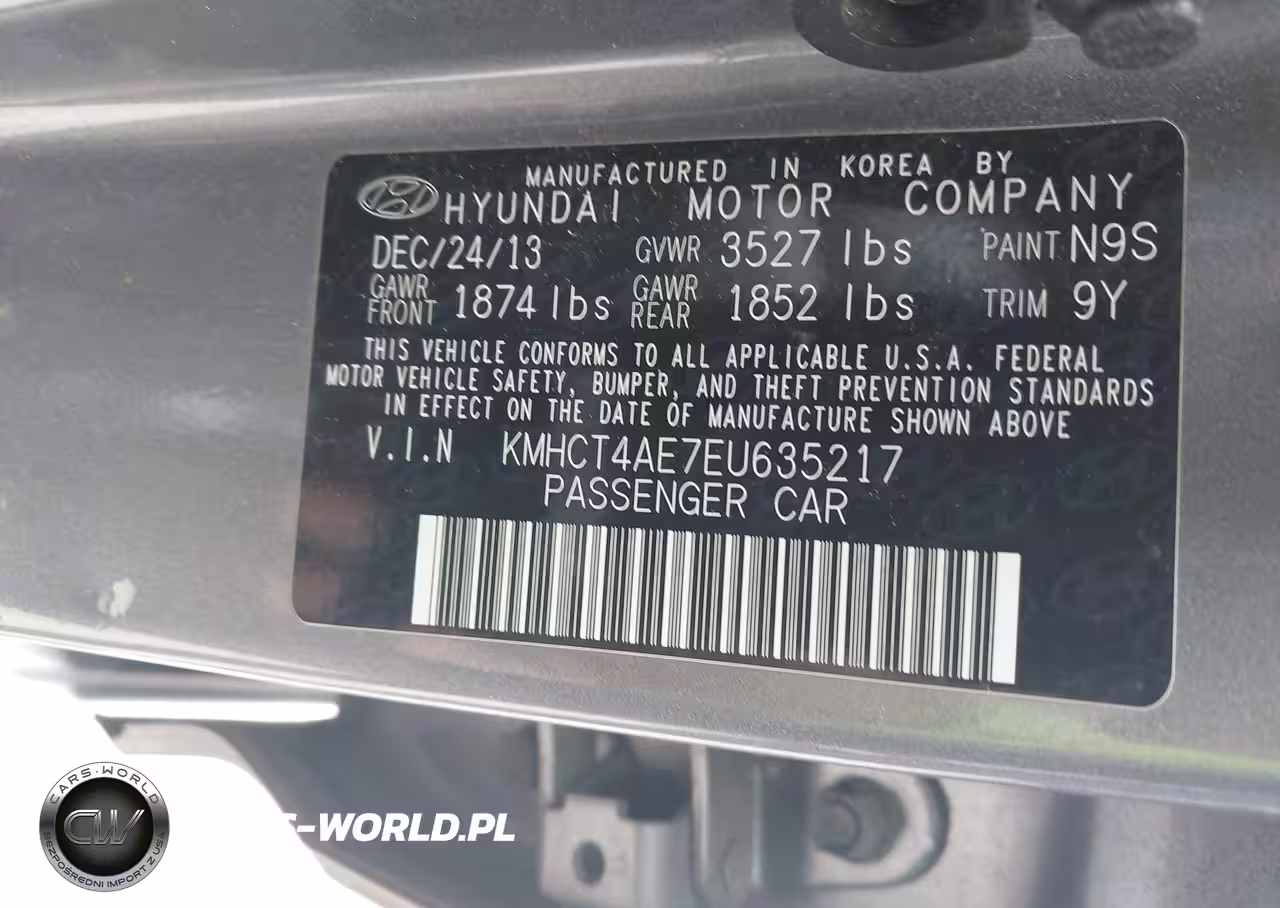 MANUFACTURED IN KOREA BY
HYUNDAI MOTOR COMPANY
DEC/24/13 GVWR 3527 lbs PAINT N9S
GAWR FRONT 1874 lbs GAWR REAR 1852 lbs TRIM 9Y
THIS VEHICLE CONFORMS TO ALL APPLICABLE U.S.A. FEDERAL
MOTOR VEHICLE SAFETY, BUMPER, AND THEFT PREVENTION STANDARDS
IN EFFECT ON THE DATE OF MANUFACTURE SHOWN ABOVE
V.I.N KMHCT4AE7EU635217
PASSENGER CAR
CARS-WORLD
CW
BEZPOŚREDNI IMPORT Z USA
S-WORLD.PL